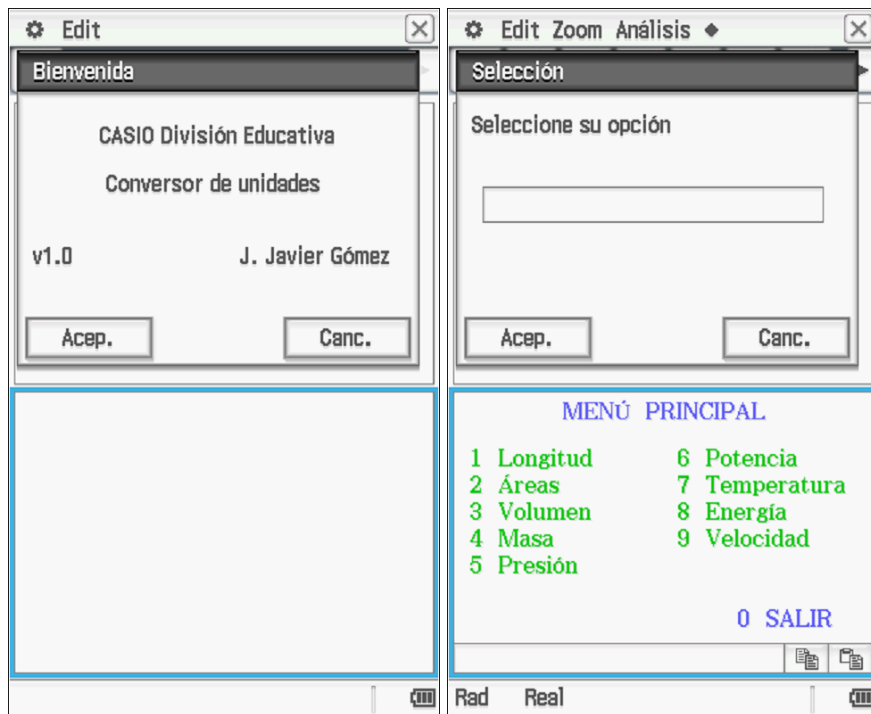 Edit
Bienvenida
CASIO División Educativa
Conversor de unidades
v1.0 J. Javier Gómez
Acep. Canc.
Edit Zoom Análisis
Selección
Seleccione su opción
Acep. Canc.
MENÚ PRINCIPAL
1 Longitud 6 Potencia
2 Áreas 7 Temperatura
3 Volumen 8 Energía
4 Masa 9 Velocidad
5 Presión
0 SALIR
Rad Real